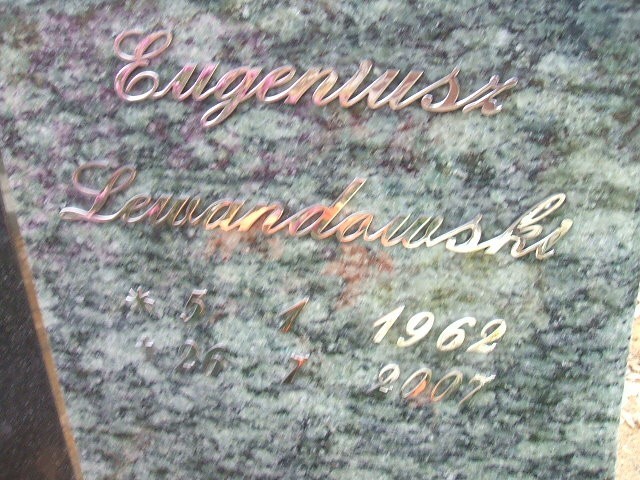 Eugeniusz
Lewandowski
* 5. 1 1962
26 7 2007